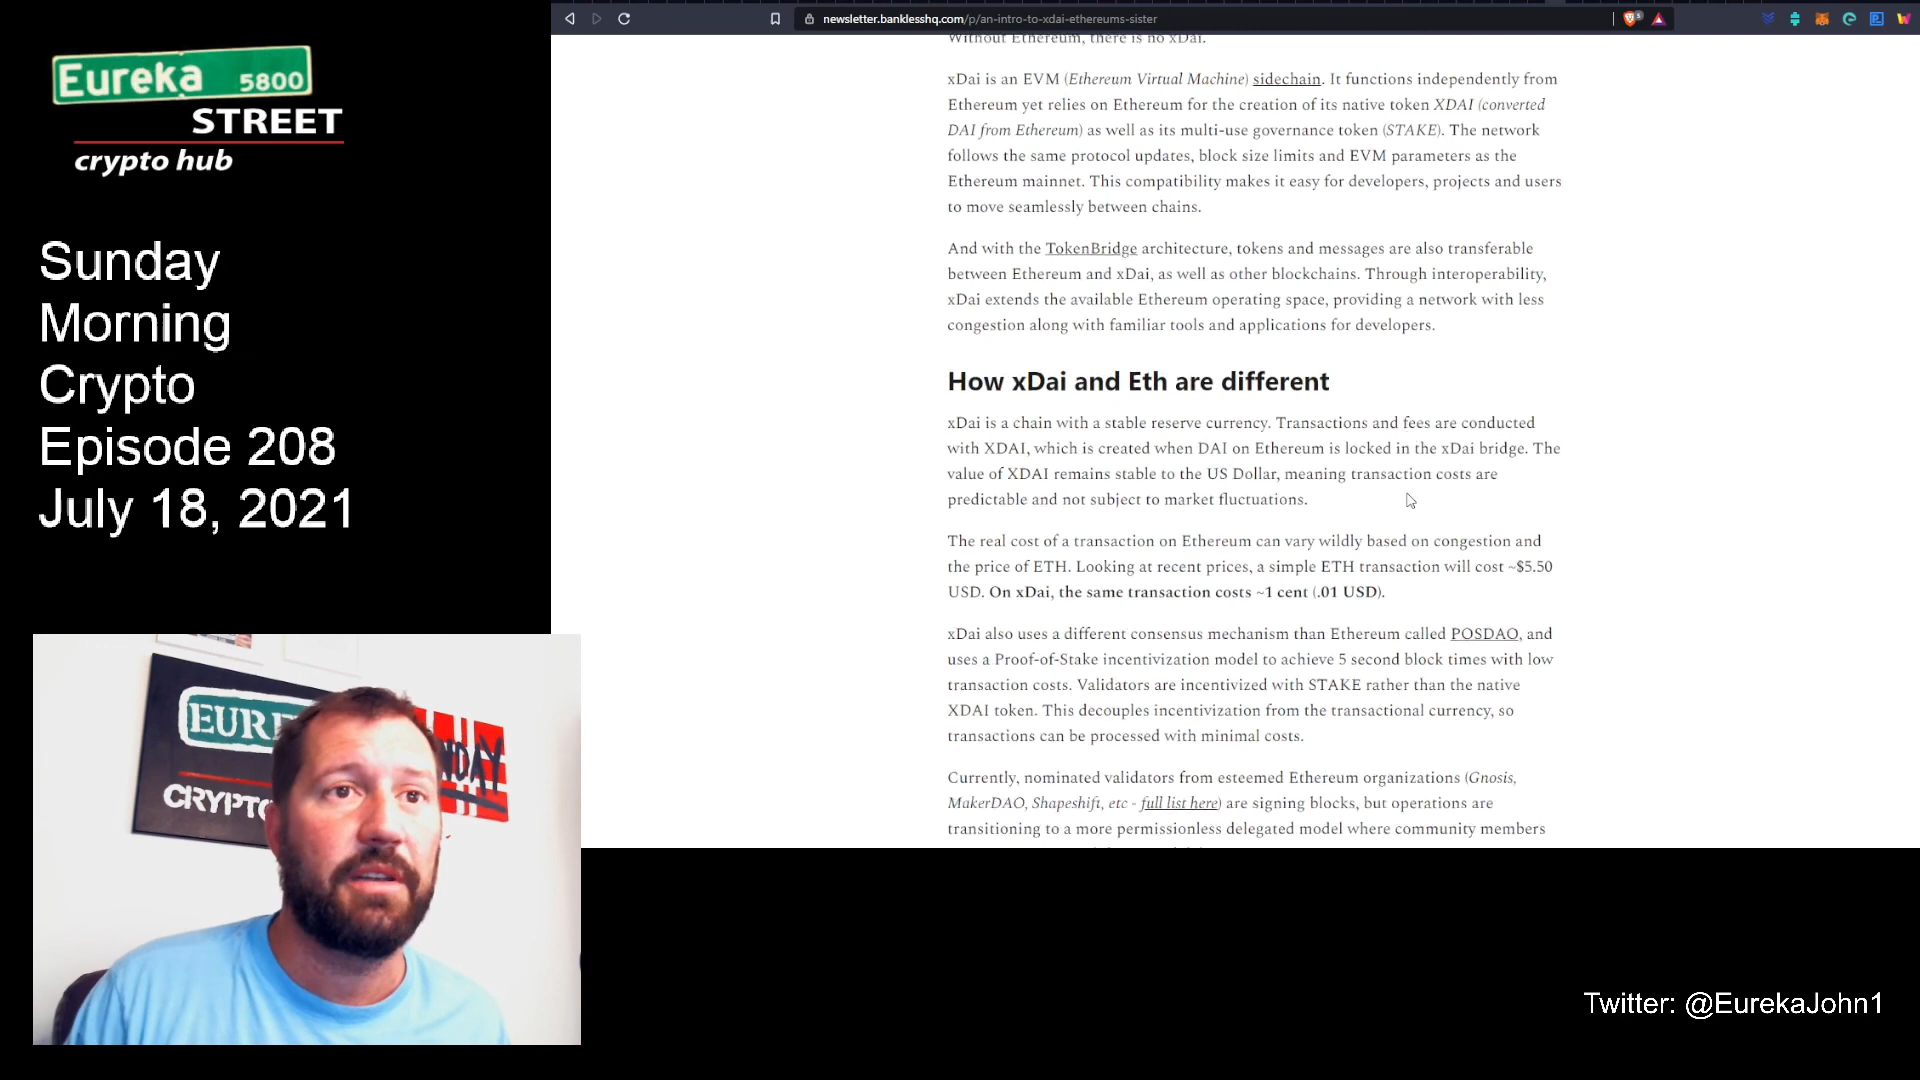 Eureka 5800
STREET
crypto hub
Sunday
Morning
Crypto
Episode 208
July 18, 2021
newsletter.banklesshq.com/p/an-intro-to-xdai-ethereums-sister
Without Ethereum, there is no xDai.
xDai is an EVM (Ethereum Virtual Machine) sidechain. It functions independently from
Ethereum yet relies on Ethereum for the creation of its native token XDAI (converted
DAI from Ethereum) as well as its multi-use governance token (STAKE). The network
follows the same protocol updates, block size limits and EVM parameters as the
Ethereum mainnet. This compatibility makes it easy for developers, projects and users
to move seamlessly between chains.
And with the TokenBridge architecture, tokens and messages are also transferable
between Ethereum and xDai, as well as other blockchains. Through interoperability,
xDai extends the available Ethereum operating space, providing a network with less
congestion along with familiar tools and applications for developers.
How xDai and Eth are different
xDai is a chain with a stable reserve currency. Transactions and fees are conducted
with XDAI, which is created when DAI on Ethereum is locked in the xDai bridge. The
value of XDAI remains stable to the US Dollar, meaning transaction costs are
predictable and not subject to market fluctuations.
The real cost of a transaction on Ethereum can vary wildly based on congestion and
the price of ETH. Looking at recent prices, a simple ETH transaction will cost ~$5.50
USD. On xDai, the same transaction costs ~1 cent (.01 USD).
xDai also uses a different consensus mechanism than Ethereum called POSDAO, and
uses a Proof-of-Stake incentivization model to achieve 5 second block times with low
transaction costs. Validators are incentivized with STAKE rather than the native
XDAI token. This decouples incentivization from the transactional currency, so
transactions can be processed with minimal costs.
Currently, nominated validators from esteemed Ethereum organizations (Gnosis,
MakerDAO, Shapeshift, etc - full list here) are signing blocks, but operations are
transitioning to a more permissionless delegated model where community members
EURE
CRYPTO
NDAY
Twitter: @EurekaJohn1